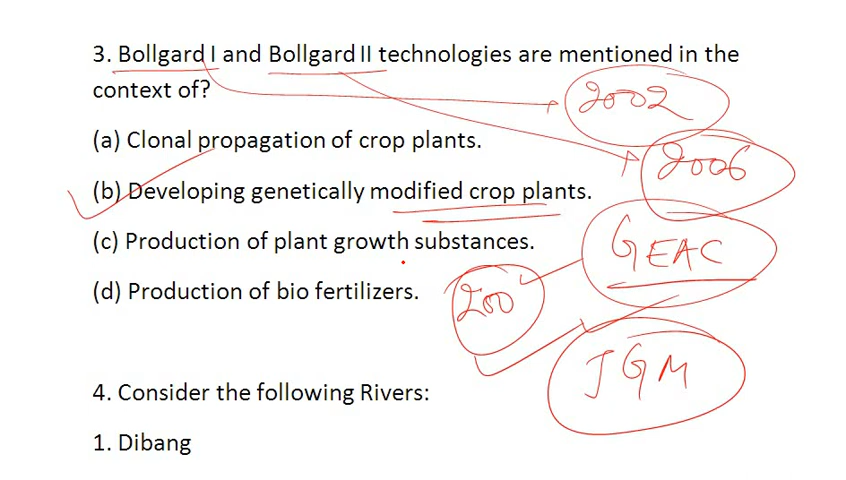 3. Bollgard I and Bollgard II technologies are mentioned in the
context of?
2002
(a) Clonal propagation of crop plants.
2006
(b) Developing genetically modified crop plants.
(c) Production of plant growth substances.
GEAC
(d) Production of bio fertilizers.
200
JGM
4. Consider the following Rivers:
1. Dibang